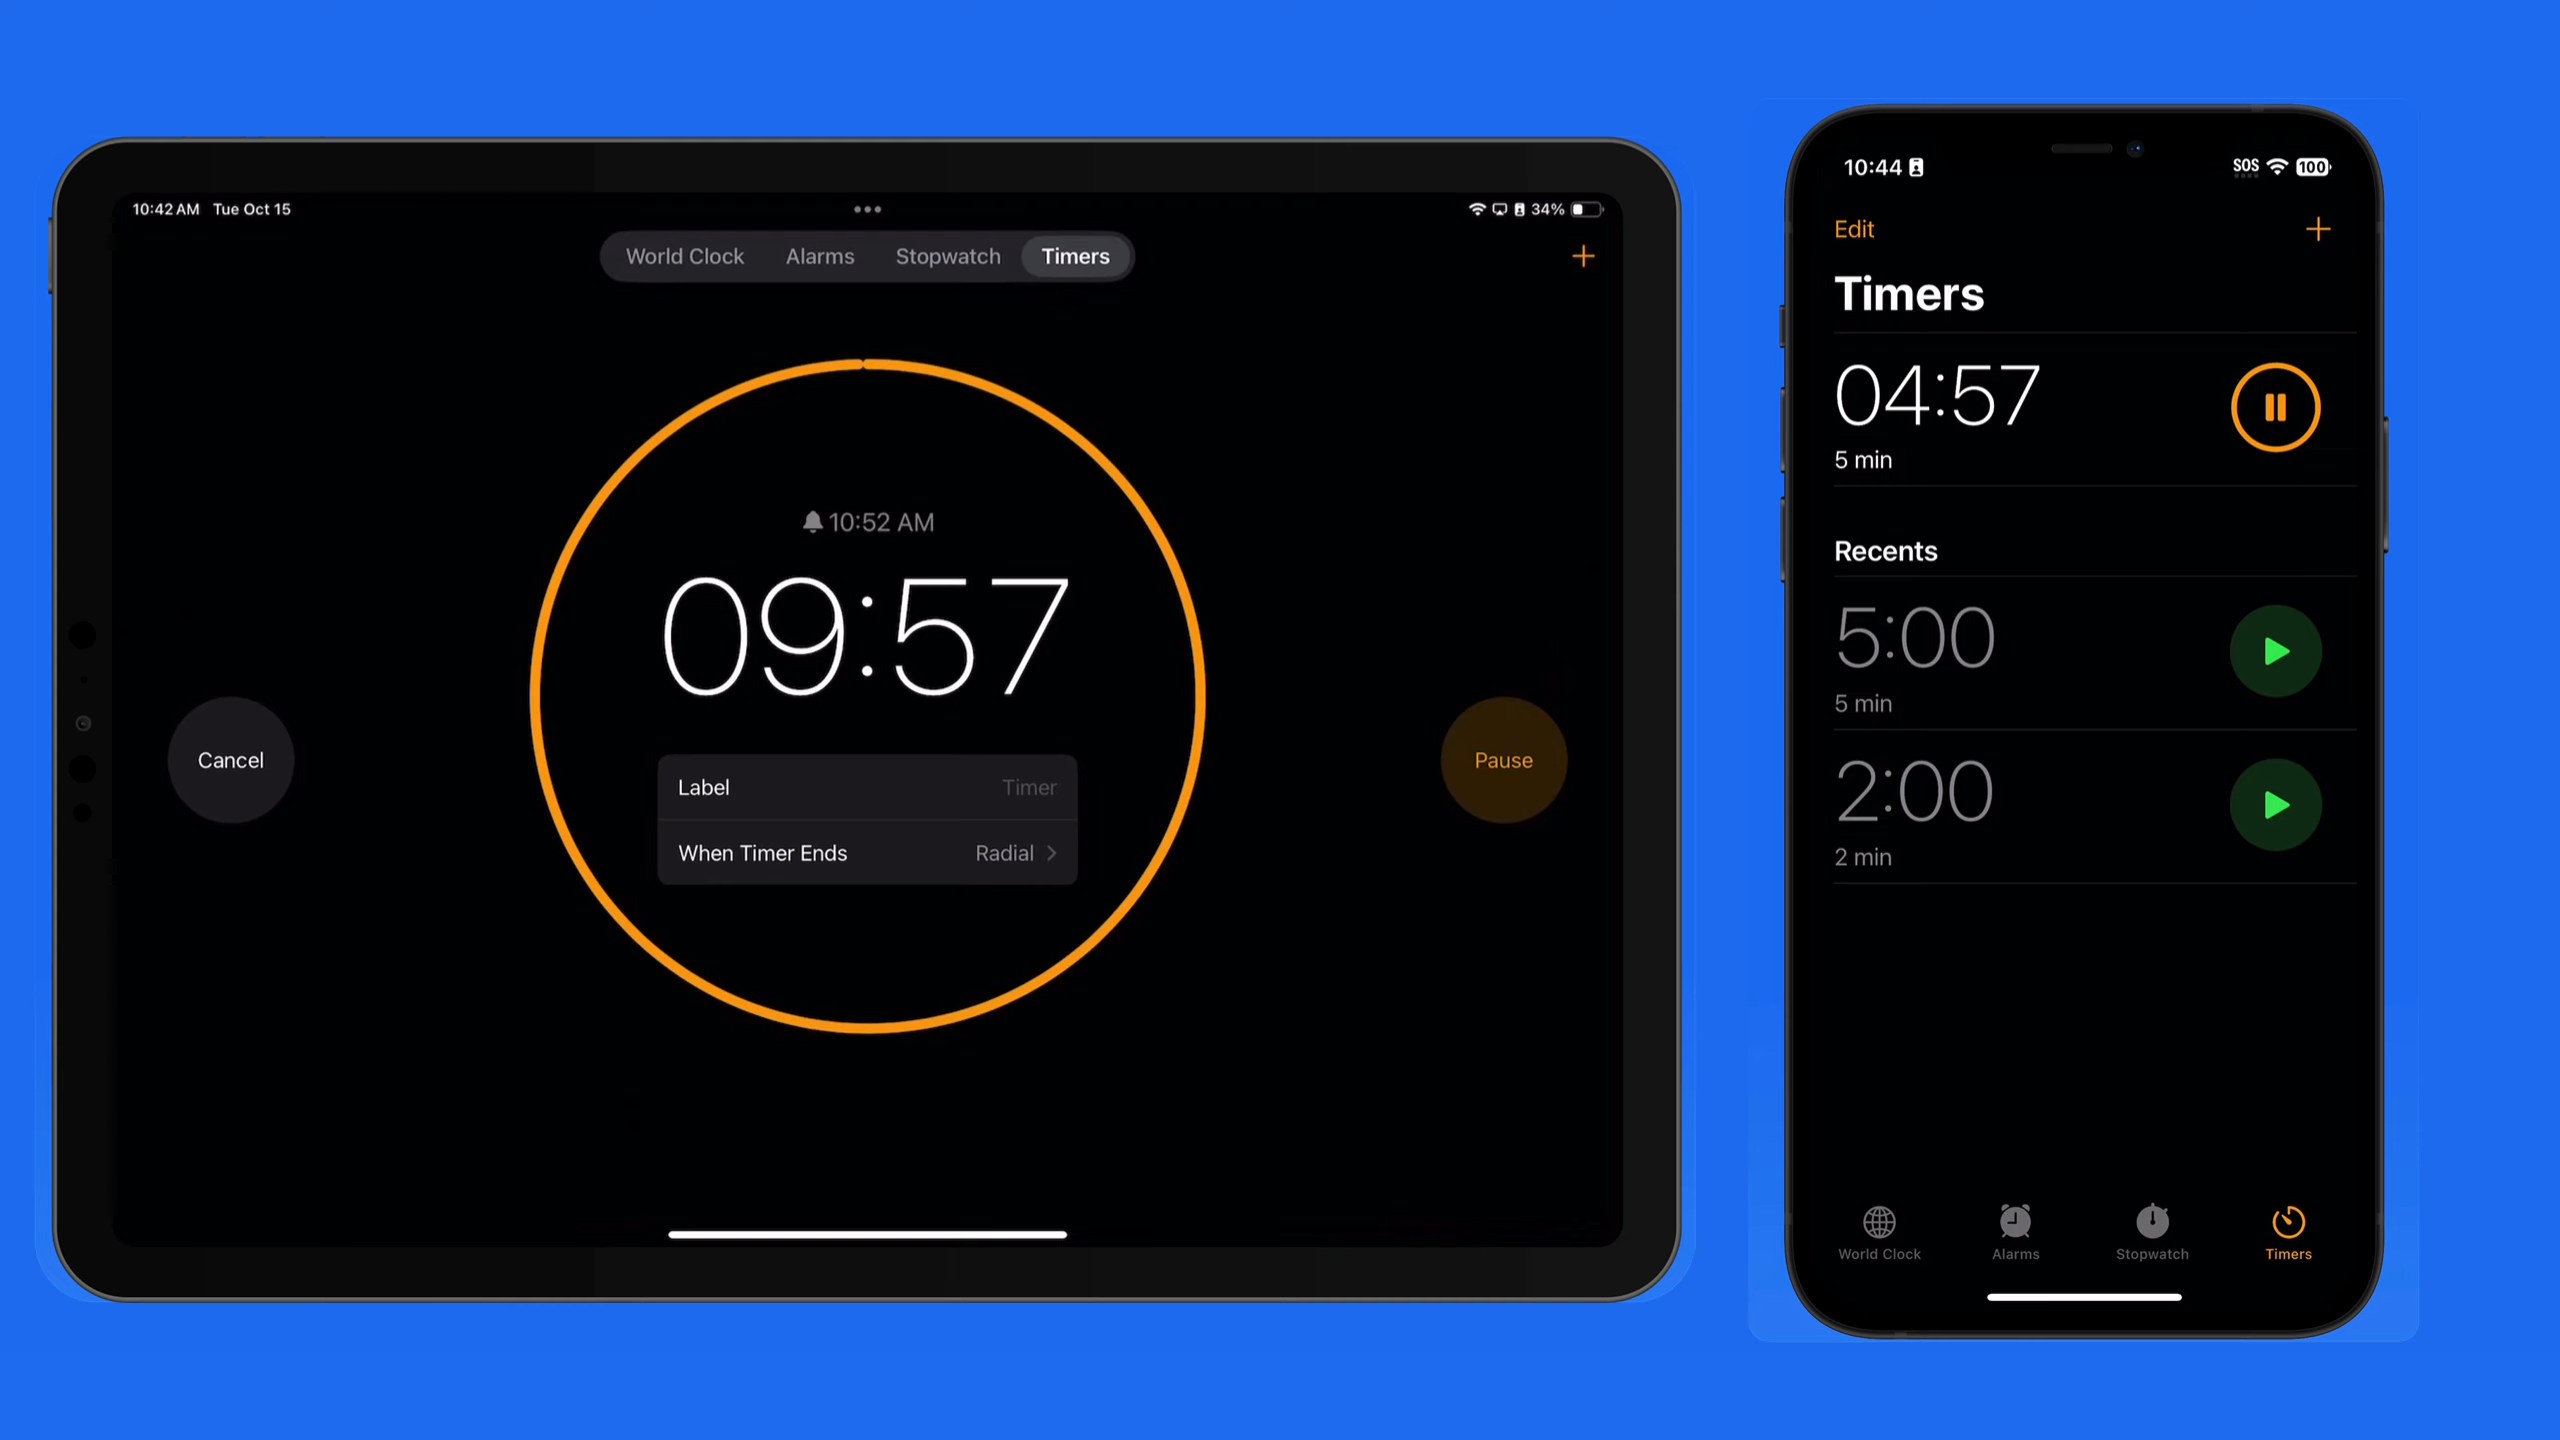 10:42 AM Tue Oct 15
34%
World Clock Alarms Stopwatch Timers
10:52 AM
09:57
Cancel
Pause
Label Timer
When Timer Ends Radial
10:44
SOS 100
Edit
Timers
04:57
5 min
Recents
5:00
5 min
2:00
2 min
World Clock Alarms Stopwatch Timers